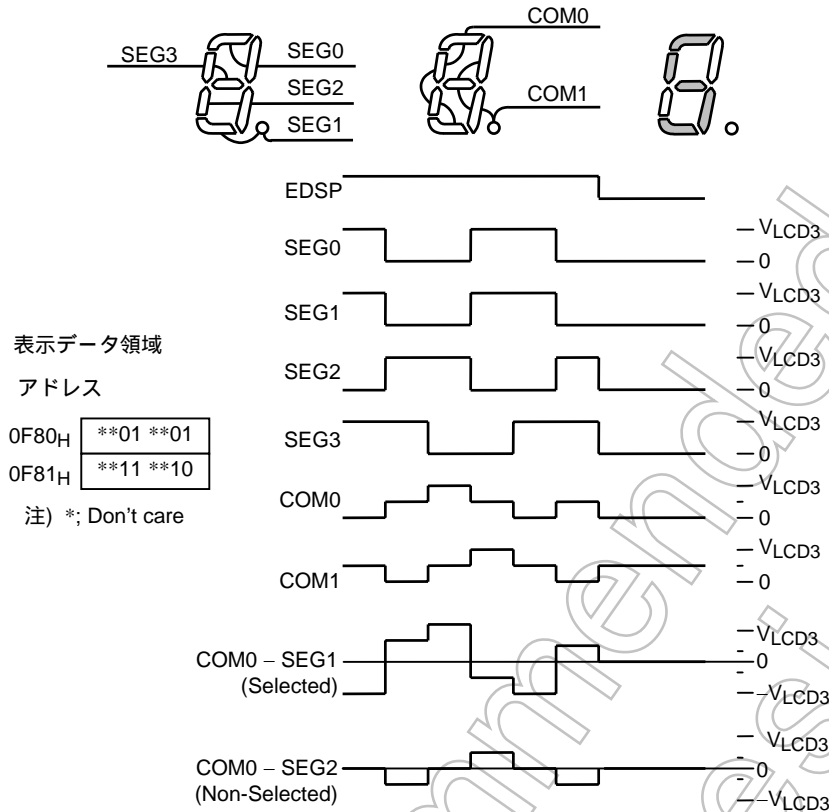 COM0
SEG3
SEG0
SEG2
COM1
SEG1
EDSP
SEG0
VLCD3
0
SEG1
VLCD3
0
表示データ領域
アドレス
0F80H **01 **01
0F81H **11 **10
注) *; Don't care
SEG2
VLCD3
0
SEG3
VLCD3
0
COM0
VLCD3
0
COM1
VLCD3
0
COM0 – SEG1
(Selected)
VLCD3
0
–VLCD3
COM0 – SEG2
(Non-Selected)
VLCD3
0
–VLCD3